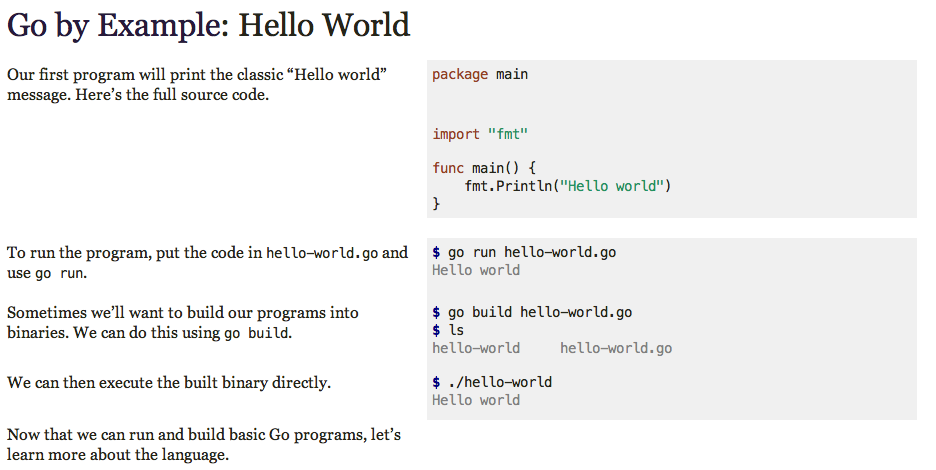 Go by Example: Hello World
Our first program will print the classic “Hello world”
message. Here’s the full source code.
package main
import "fmt"
func main() {
    fmt.Println("Hello world")
}
To run the program, put the code in hello-world.go and
use go run.
$ go run hello-world.go
Hello world
Sometimes we’ll want to build our programs into
binaries. We can do this using go build.
$ go build hello-world.go
$ ls
hello-world     hello-world.go
We can then execute the built binary directly.
$ ./hello-world
Hello world
Now that we can run and build basic Go programs, let’s
learn more about the language.